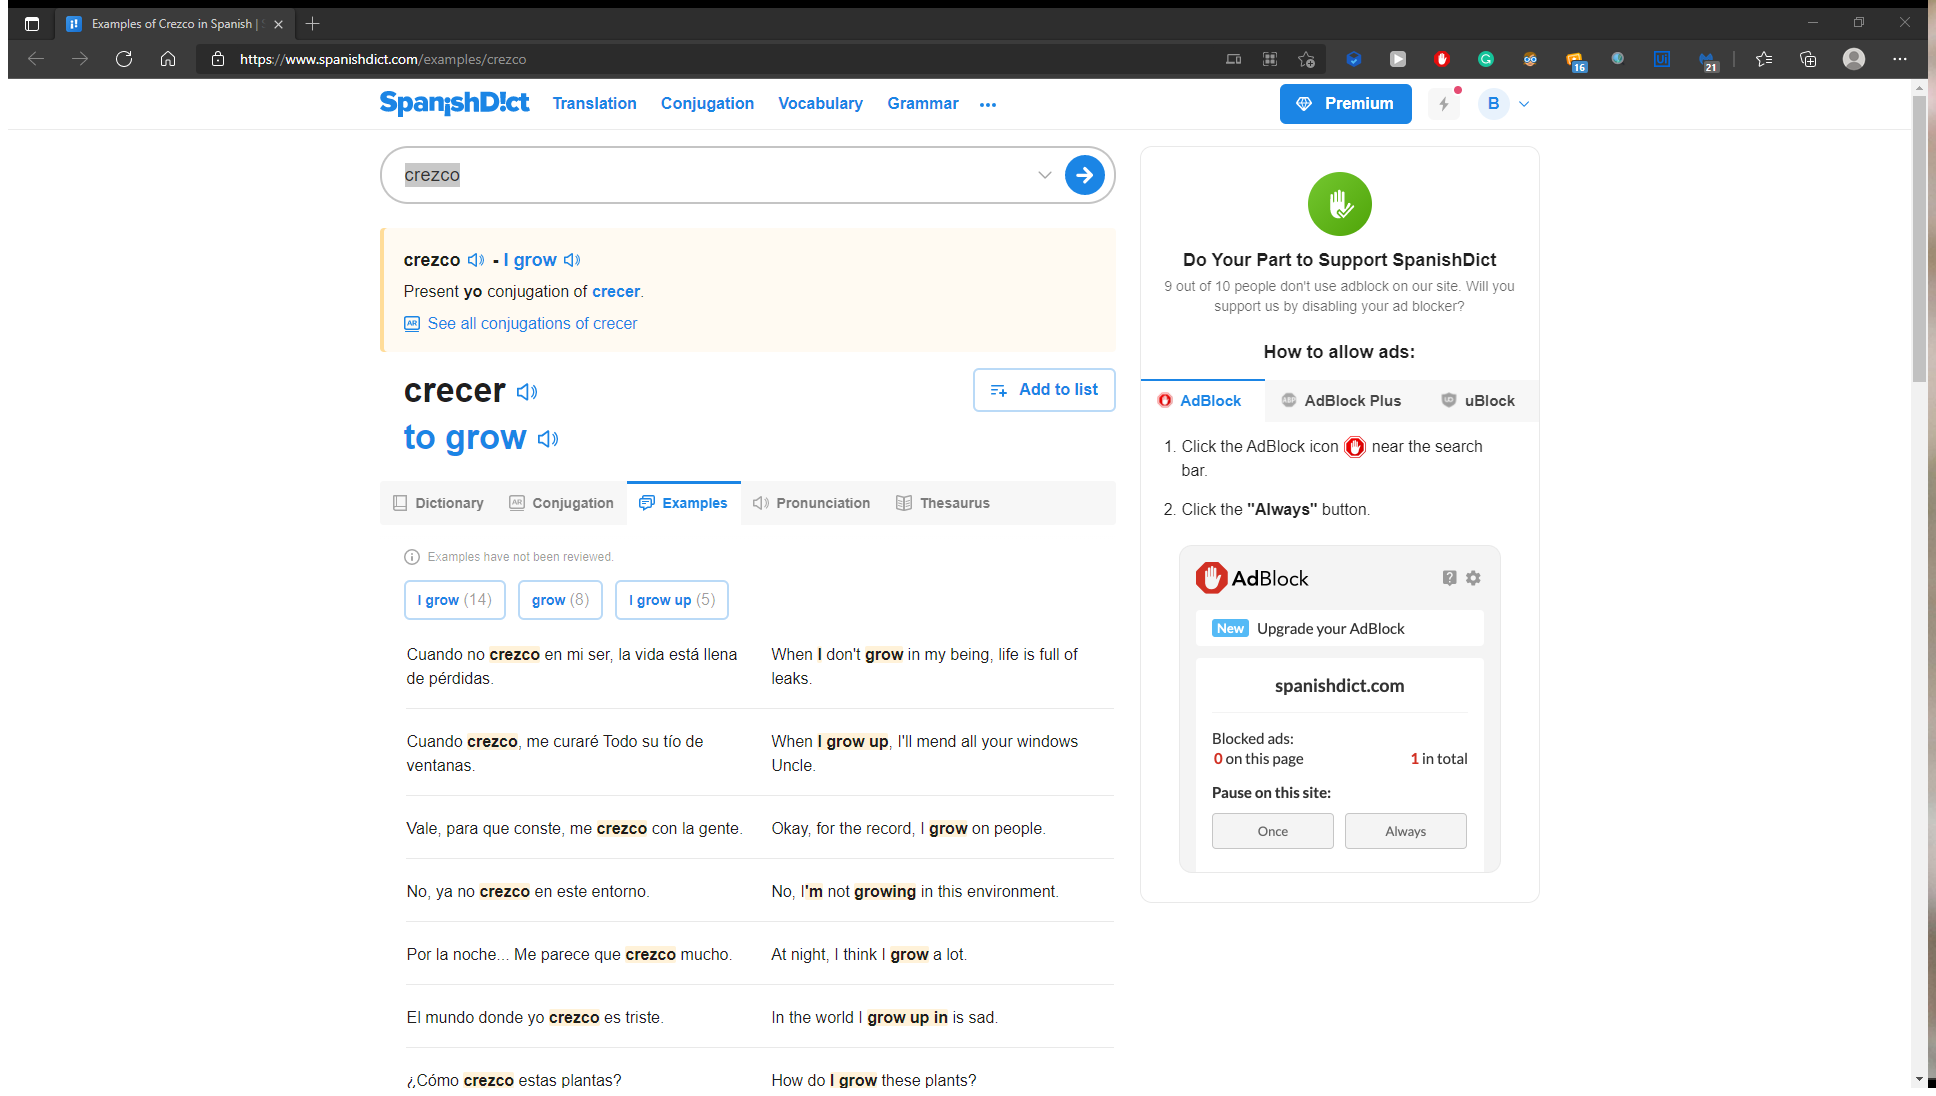 Examples of Crezco in Spanish |
https://www.spanishdict.com/examples/crezco
16
21
SpanishD!ct Translation Conjugation Vocabulary Grammar
Premium
B
crezco
crezco - I grow
Present yo conjugation of crecer.
See all conjugations of crecer
crecer
Add to list
to grow
Dictionary Conjugation Examples Pronunciation Thesaurus
Examples have not been reviewed.
I grow (14) grow (8) I grow up (5)
Cuando no crezco en mi ser, la vida está llena
de pérdidas.
When I don't grow in my being, life is full of
leaks.
Cuando crezco, me curaré Todo su tío de
ventanas.
When I grow up, I'll mend all your windows
Uncle.
Vale, para que conste, me crezco con la gente.
Okay, for the record, I grow on people.
No, ya no crezco en este entorno.
No, I'm not growing in this environment.
Por la noche... Me parece que crezco mucho.
At night, I think I grow a lot.
El mundo donde yo crezco es triste.
In the world I grow up in is sad.
¿Cómo crezco estas plantas?
How do I grow these plants?
Do Your Part to Support SpanishDict
9 out of 10 people don't use adblock on our site. Will you
support us by disabling your ad blocker?
How to allow ads:
AdBlock ABP AdBlock Plus uBlock
1. Click the AdBlock icon near the search
bar.
2. Click the "Always" button.
AdBlock
New Upgrade your AdBlock
spanishdict.com
Blocked ads:
0 on this page 1 in total
Pause on this site:
Once Always